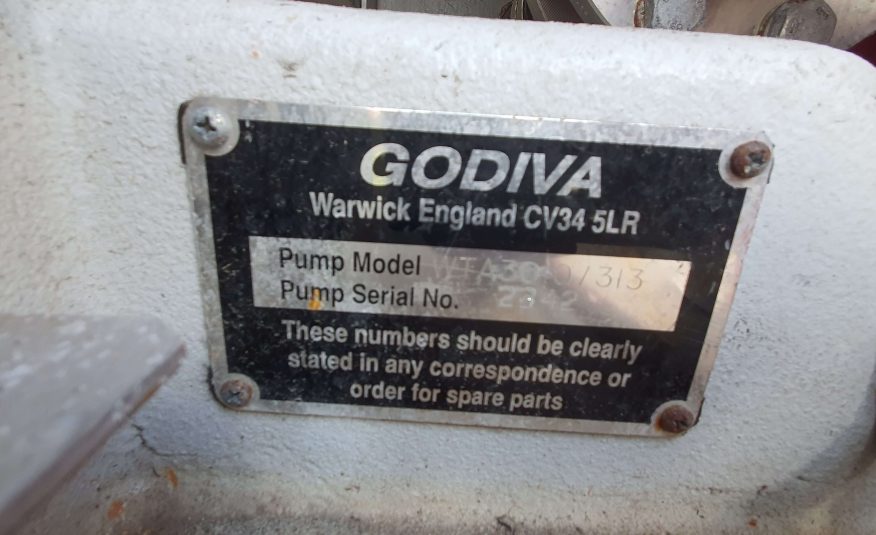 GODIVA
Warwick England CV34 5LR
Pump Model
Pump Serial No.
These numbers should be clearly
stated in any correspondence or
order for spare parts